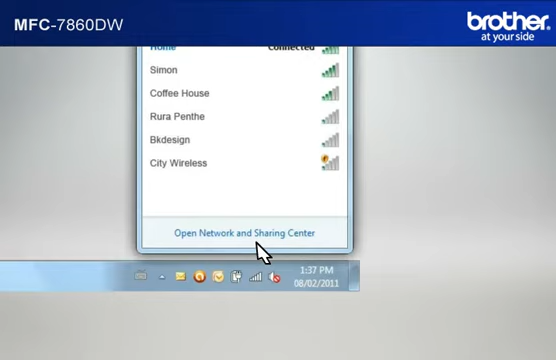 MFC-7860DW
brother
at your side
Home Connected
Simon
Coffee House
Rura Penthe
Bkdesign
City Wireless
Open Network and Sharing Center
1:37 PM
08/02/2011